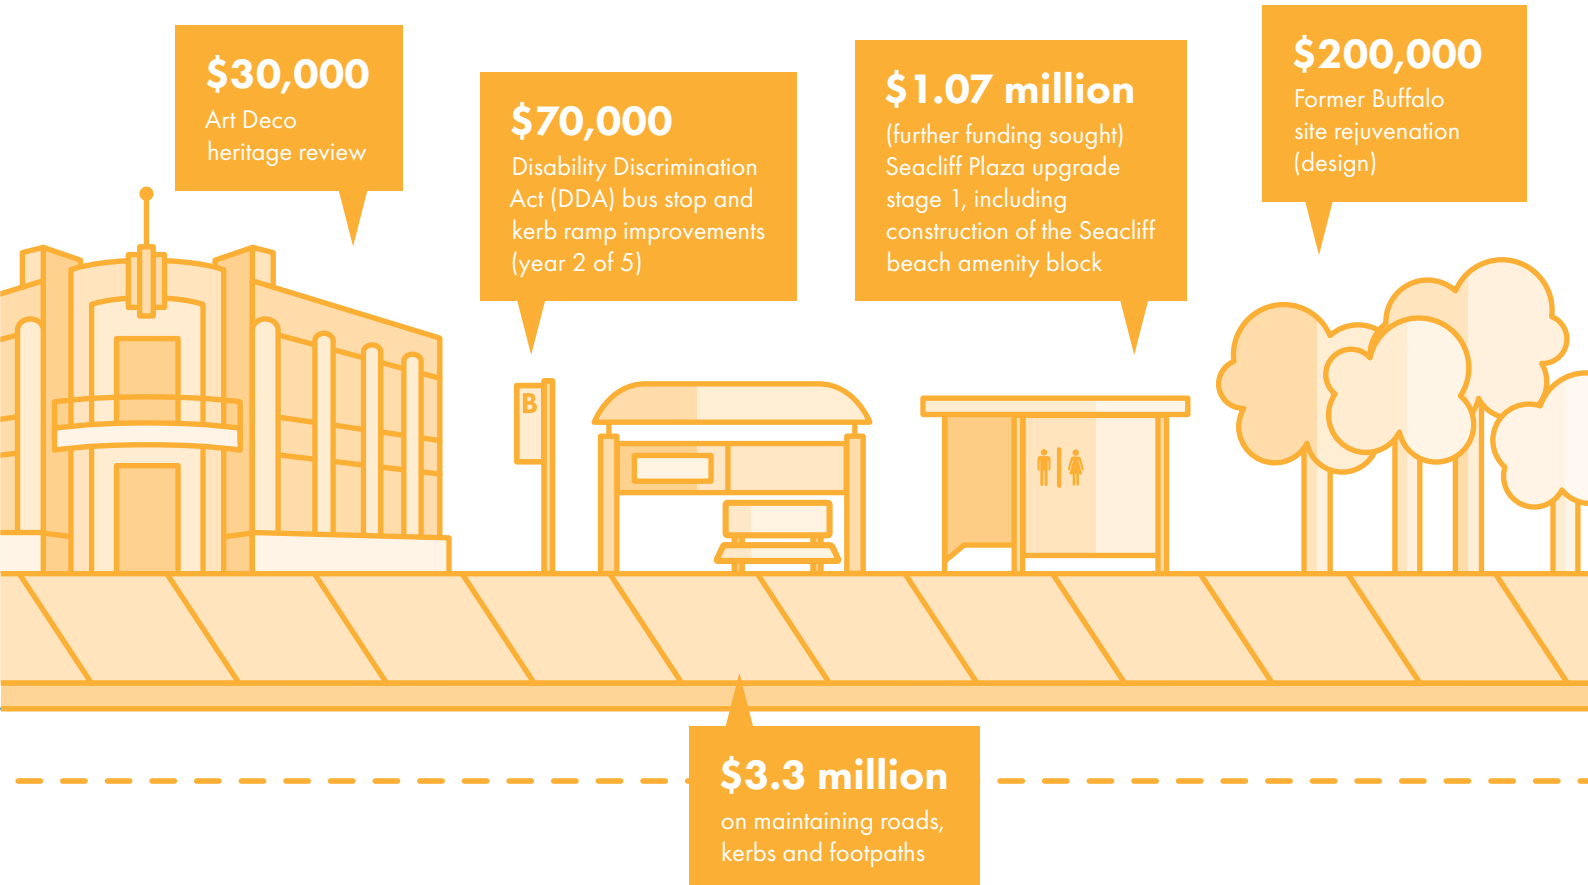 $30,000
Art Deco
heritage review
$70,000
Disability Discrimination
Act (DDA) bus stop and
kerb ramp improvements
(year 2 of 5)
$1.07 million
(further funding sought)
Seacliff Plaza upgrade
stage 1, including
construction of the Seacliff
beach amenity block
$200,000
Former Buffalo
site rejuvenation
(design)
B
$3.3 million
on maintaining roads,
kerbs and footpaths